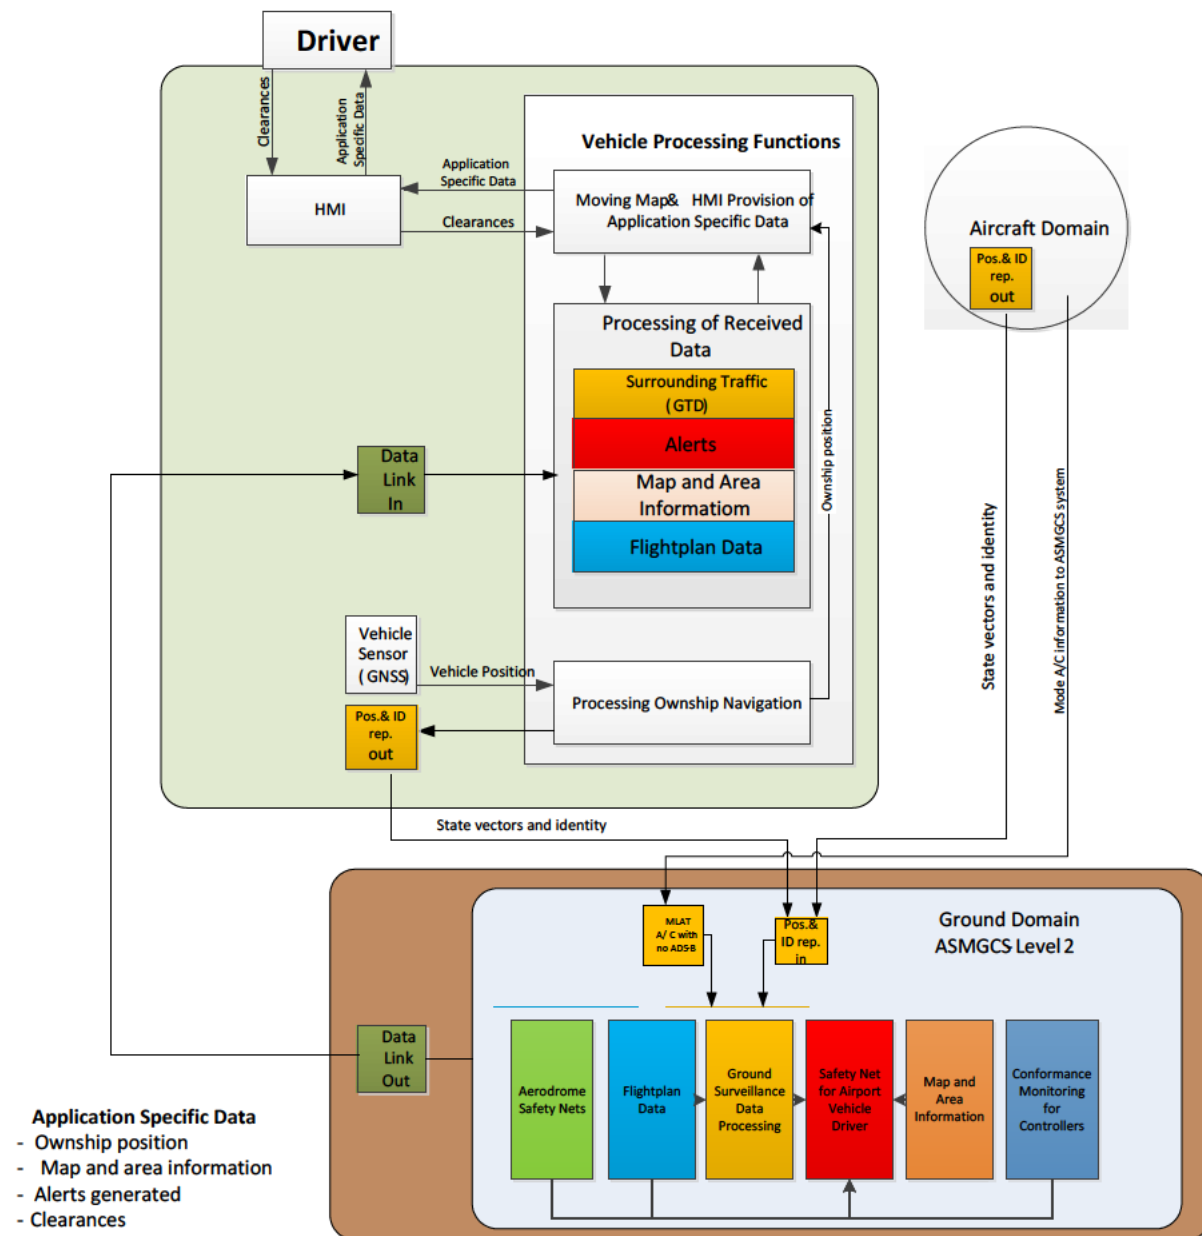 Driver
Clearances
Application
Specific Data
HMI
Application
Specific Data
Clearances
Vehicle Processing Functions
Moving Map& HMI Provision of
Application Specific Data
Processing of Received
Data
Surrounding Traffic
(GTD)
Alerts
Map and Area
Informatiom
Flightplan Data
Ownship position
Data
Link
In
Vehicle
Sensor
(GNSS)
Vehicle Position
Processing Ownship Navigation
Pos.& ID
rep.
out
State vectors and identity
Aircraft Domain
Pos.& ID
rep.
out
State vectors and identity
Mode A/C information to ASMGCS system
Ground Domain
ASMGCS Level 2
MLAT
A/ C with
no ADS-B
Pos.&
ID rep.
in
Data
Link
Out
Aerodrome
Safety Nets
Flightplan
Data
Ground
Surveillance
Data
Processing
Safety Net
for Airport
Vehicle
Driver
Map and
Area
Information
Conformance
Monitoring
for
Controllers
Application Specific Data
- Ownship position
- Map and area information
- Alerts generated
- Clearances